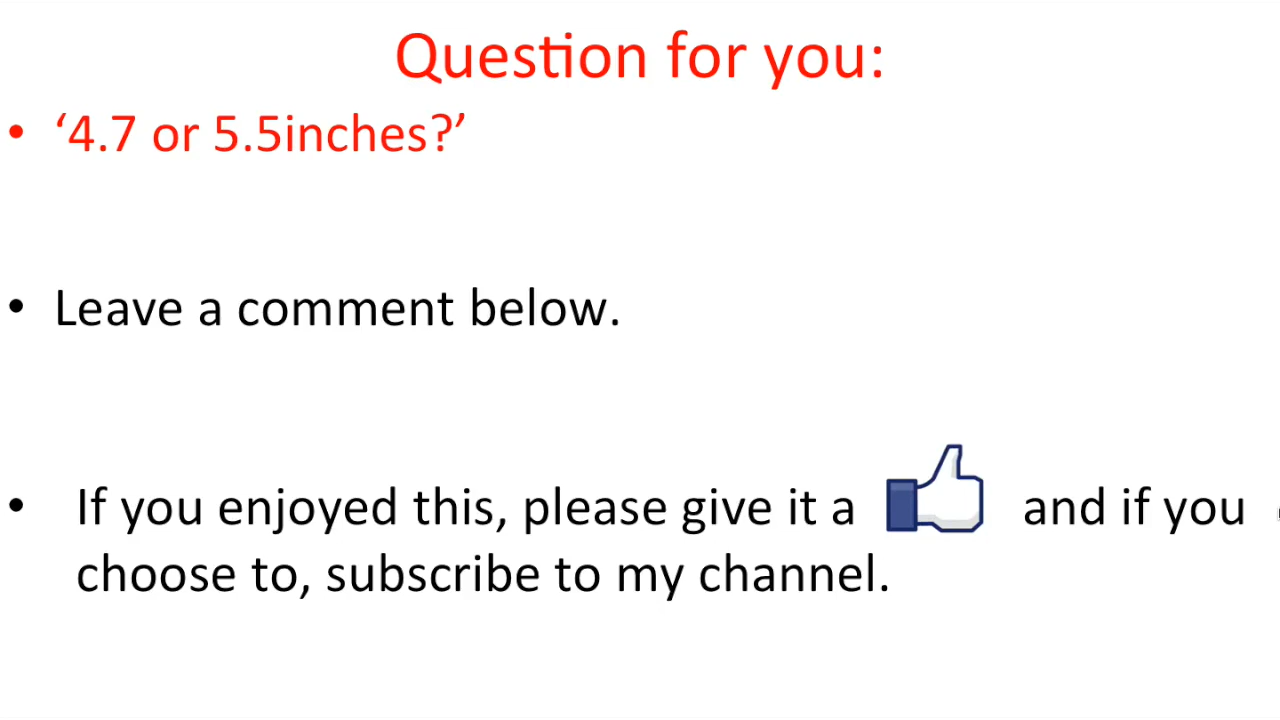 Question for you:
• ‘4.7 or 5.5inches?’
• Leave a comment below.
• If you enjoyed this, please give it a and if you
choose to, subscribe to my channel.